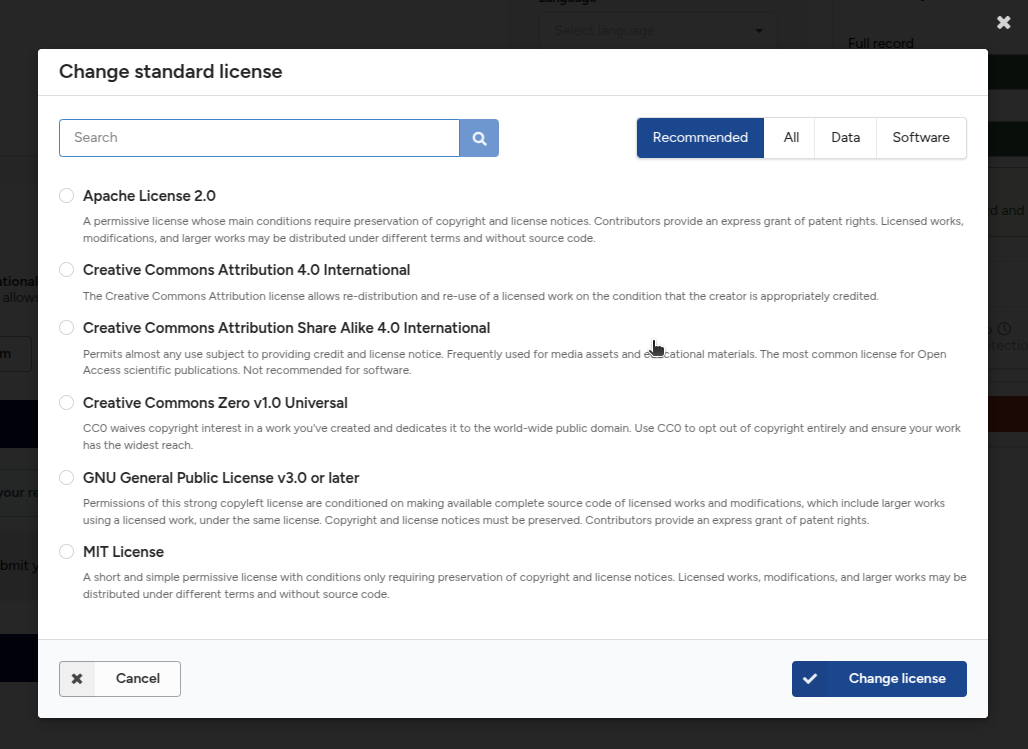 Language
Select language
Full record
Change standard license
Search
Recommended
All
Data
Software
Apache License 2.0
A permissive license whose main conditions require preservation of copyright and license notices. Contributors provide an express grant of patent rights. Licensed works,
modifications, and larger works may be distributed under different terms and without source code.
Creative Commons Attribution 4.0 International
The Creative Commons Attribution license allows re-distribution and re-use of a licensed work on the condition that the creator is appropriately credited.
Creative Commons Attribution Share Alike 4.0 International
Permits almost any use subject to providing credit and license notice. Frequently used for media assets and educational materials. The most common license for Open
Access scientific publications. Not recommended for software.
Creative Commons Zero v1.0 Universal
CC0 waives copyright interest in a work you've created and dedicates it to the world-wide public domain. Use CC0 to opt out of copyright entirely and ensure your work
has the widest reach.
GNU General Public License v3.0 or later
Permissions of this strong copyleft license are conditioned on making available complete source code of licensed works and modifications, which include larger works
using a licensed work, under the same license. Copyright and license notices must be preserved. Contributors provide an express grant of patent rights.
MIT License
A short and simple permissive license with conditions only requiring preservation of copyright and license notices. Licensed works, modifications, and larger works may be
distributed under different terms and without source code.
Cancel
Change license